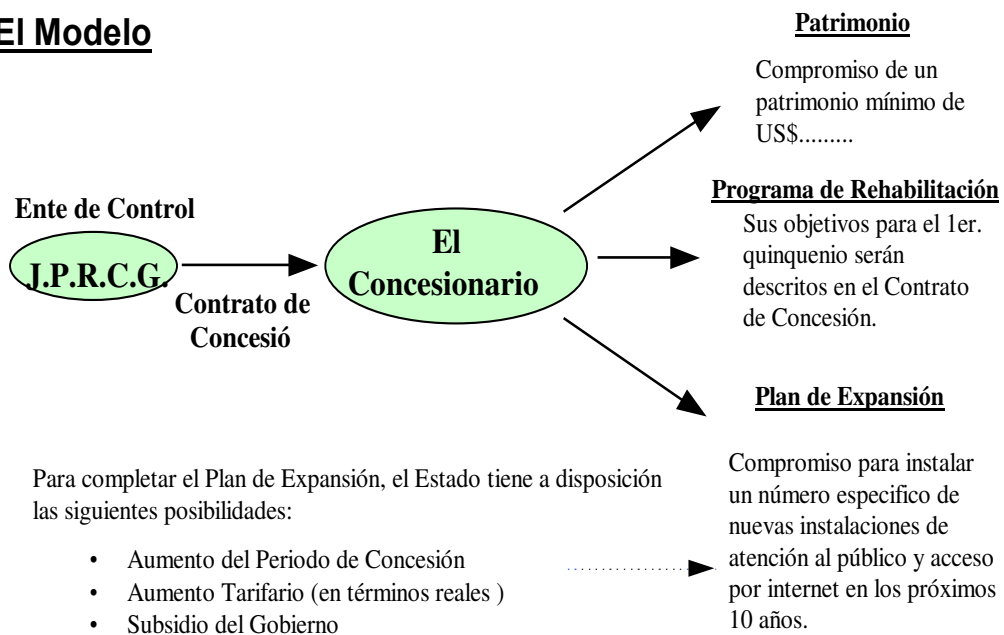 El Modelo
Patrimonio
Compromiso de un
patrimonio mínimo de
US$.........
Ente de Control
J.P.R.C.G.
Contrato de
Concesió
El
Concesionario
Programa de Rehabilitación
Sus objetivos para el 1er.
quinquenio serán
descritos en el Contrato
de Concesión.
Plan de Expansión
Compromiso para instalar
un número especifico de
nuevas instalaciones de
atención al público y acceso
por internet en los próximos
10 años.
Para completar el Plan de Expansión, el Estado tiene a disposición
las siguientes posibilidades:
• Aumento del Periodo de Concesión
• Aumento Tarifario (en términos reales )
• Subsidio del Gobierno